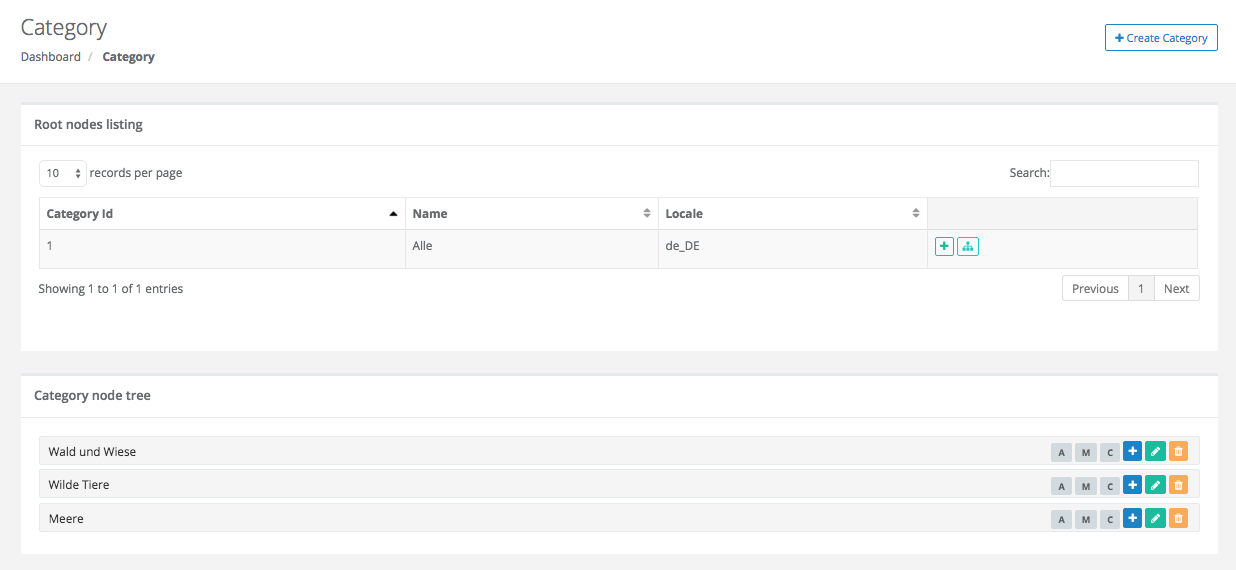 Category
Dashboard / Category
Create Category
Root nodes listing
10 records per page
Search:
Category Id Name Locale
1 Alle de_DE
Showing 1 to 1 of 1 entries
Previous 1 Next
Category node tree
Wald und Wiese A M C
Wilde Tiere A M C
Meere A M C